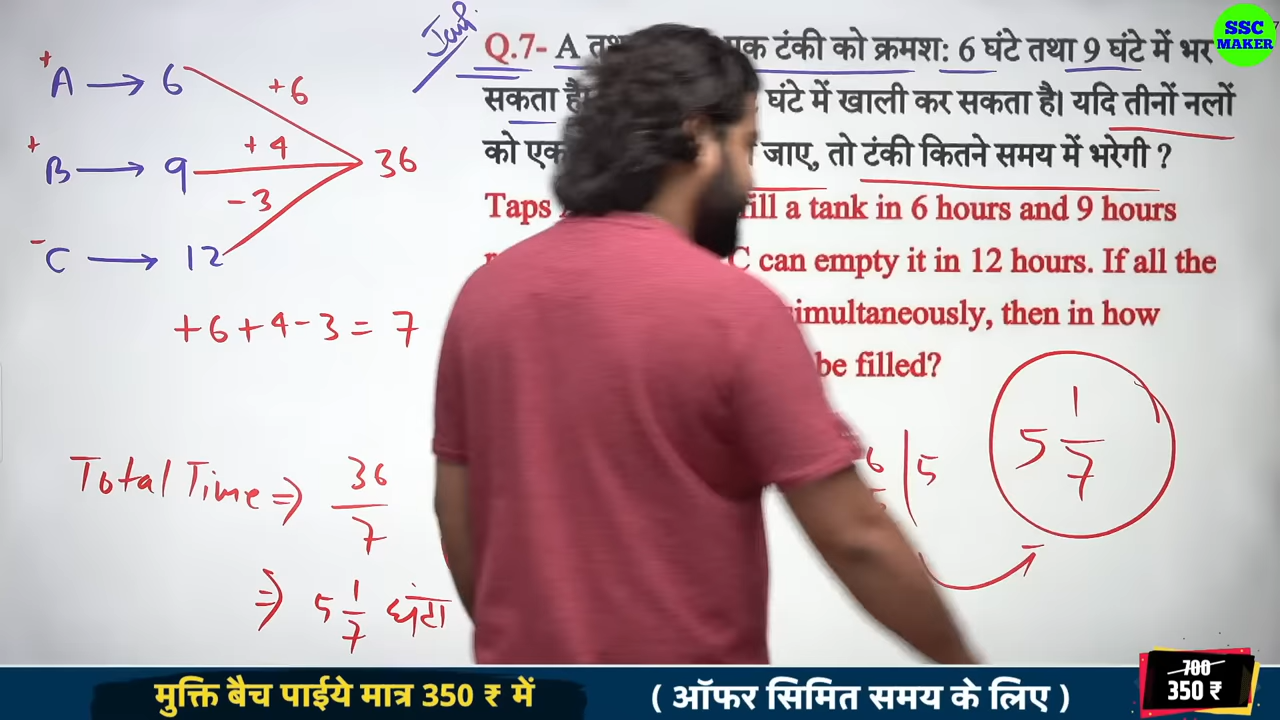 SSC
MAKER
Q.7- A एक टंकी को क्रमश: 6 घंटे तथा 9 घंटे में भर
सकता घंटे में खाली कर सकता है। यदि तीनों नलों
को जाए, तो टंकी कितने समय में भरेगी ?
Taps fill a tank in 6 hours and 9 hours
C can empty it in 12 hours. If all the
simultaneously, then in how
be filled?
+ A → 6 +6
+ B → 9 +4 36
- C → 12 -3
+6+4-3 = 7
Total Time ⇒ 36/7
⇒ 5 1/7 घंटा
5
5 1/7
मुक्ति बैच पाईये मात्र 350 ₹ में
( ऑफर सिमित समय के लिए )
700
350 ₹